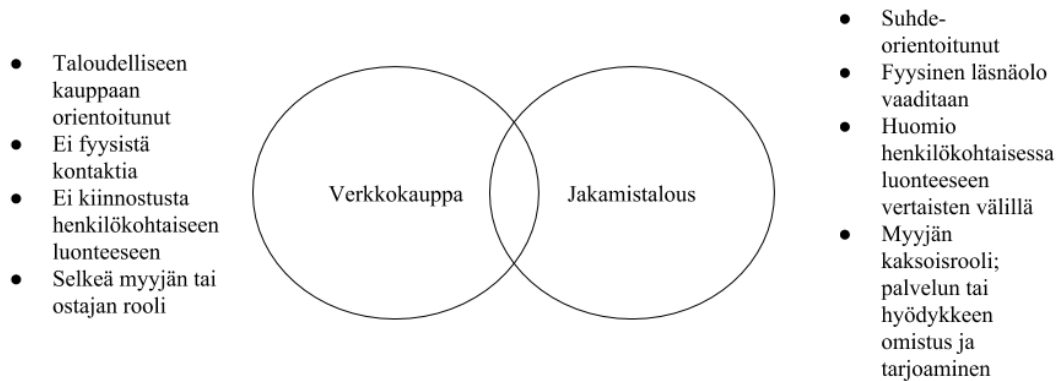 ● Taloudelliseen
kauppaan
orientoitunut
● Ei fyysistä
kontaktia
● Ei kiinnostusta
henkilökohtaiseen
luonteeseen
● Selkeä myyjän tai
ostajan rooli
Verkkokauppa
Jakamistalous
● Suhde-
orientoitunut
● Fyysinen läsnäolo
vaaditaan
● Huomio
henkilökohtaisessa
luonteeseen
vertaisten välillä
● Myyjän
kaksoisrooli;
palvelun tai
hyödykkeen
omistus ja
tarjoaminen